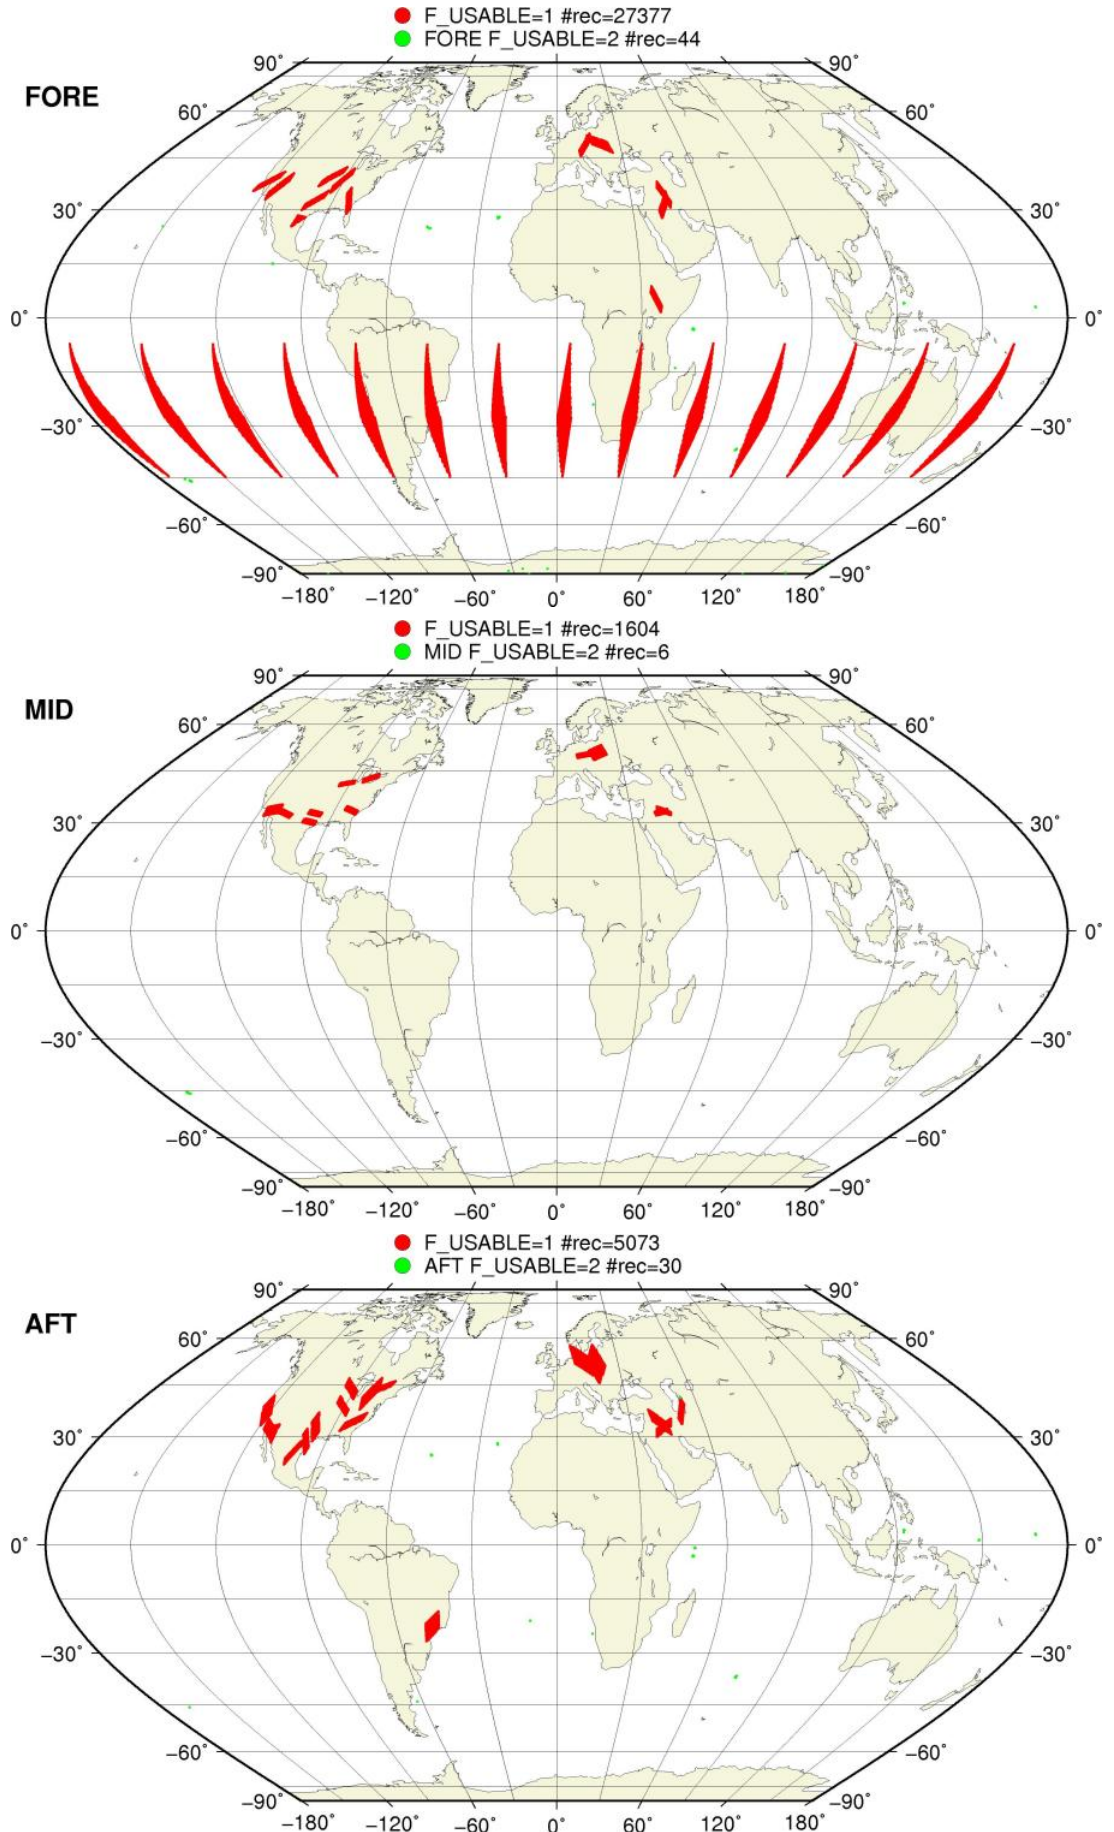 F_USABLE=1 #rec=27377
FORE F_USABLE=2 #rec=44
FORE
90° 90°
60° 60°
30° 30°
0° 0°
−30° −30°
−60° −60°
−90° −90°
−180° −120° −60° 0° 60° 120° 180°
F_USABLE=1 #rec=1604
MID F_USABLE=2 #rec=6
MID
90° 90°
60° 60°
30° 30°
0° 0°
−30° −30°
−60° −60°
−90° −90°
−180° −120° −60° 0° 60° 120° 180°
F_USABLE=1 #rec=5073
AFT F_USABLE=2 #rec=30
AFT
90° 90°
60° 60°
30° 30°
0° 0°
−30° −30°
−60° −60°
−90° −90°
−180° −120° −60° 0° 60° 120° 180°